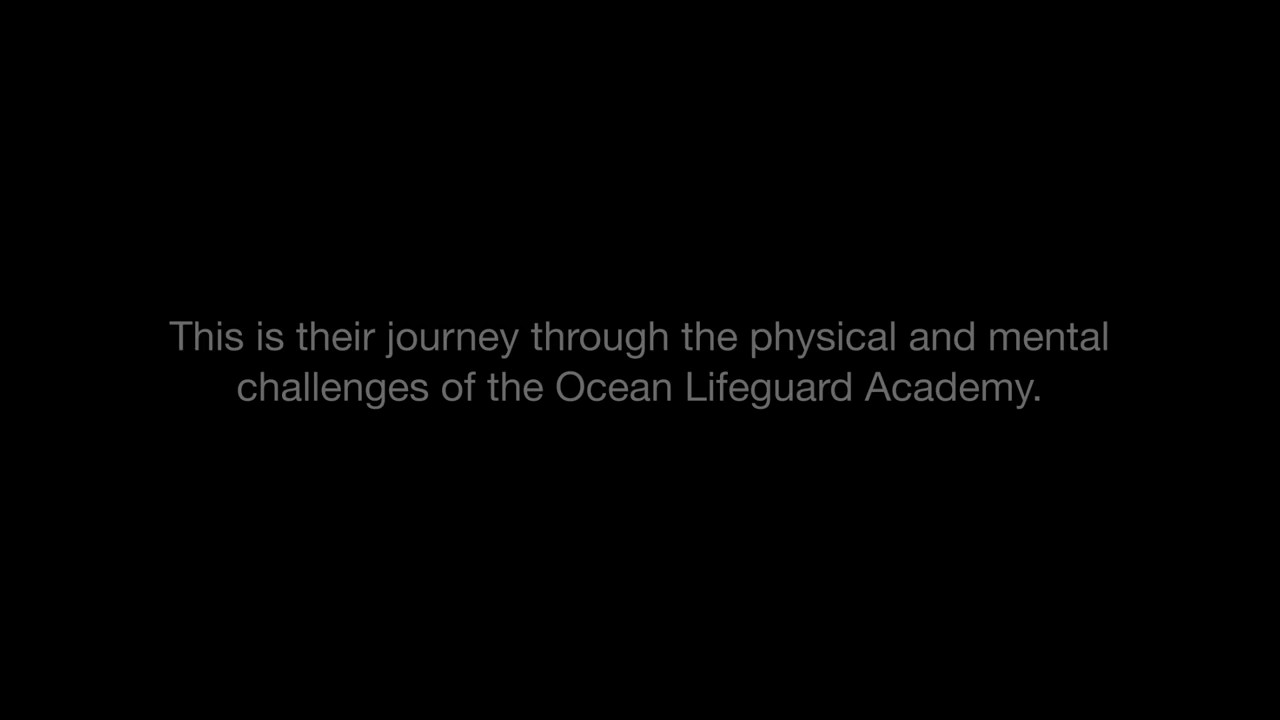 This is their journey through the physical and mental
challenges of the Ocean Lifeguard Academy.